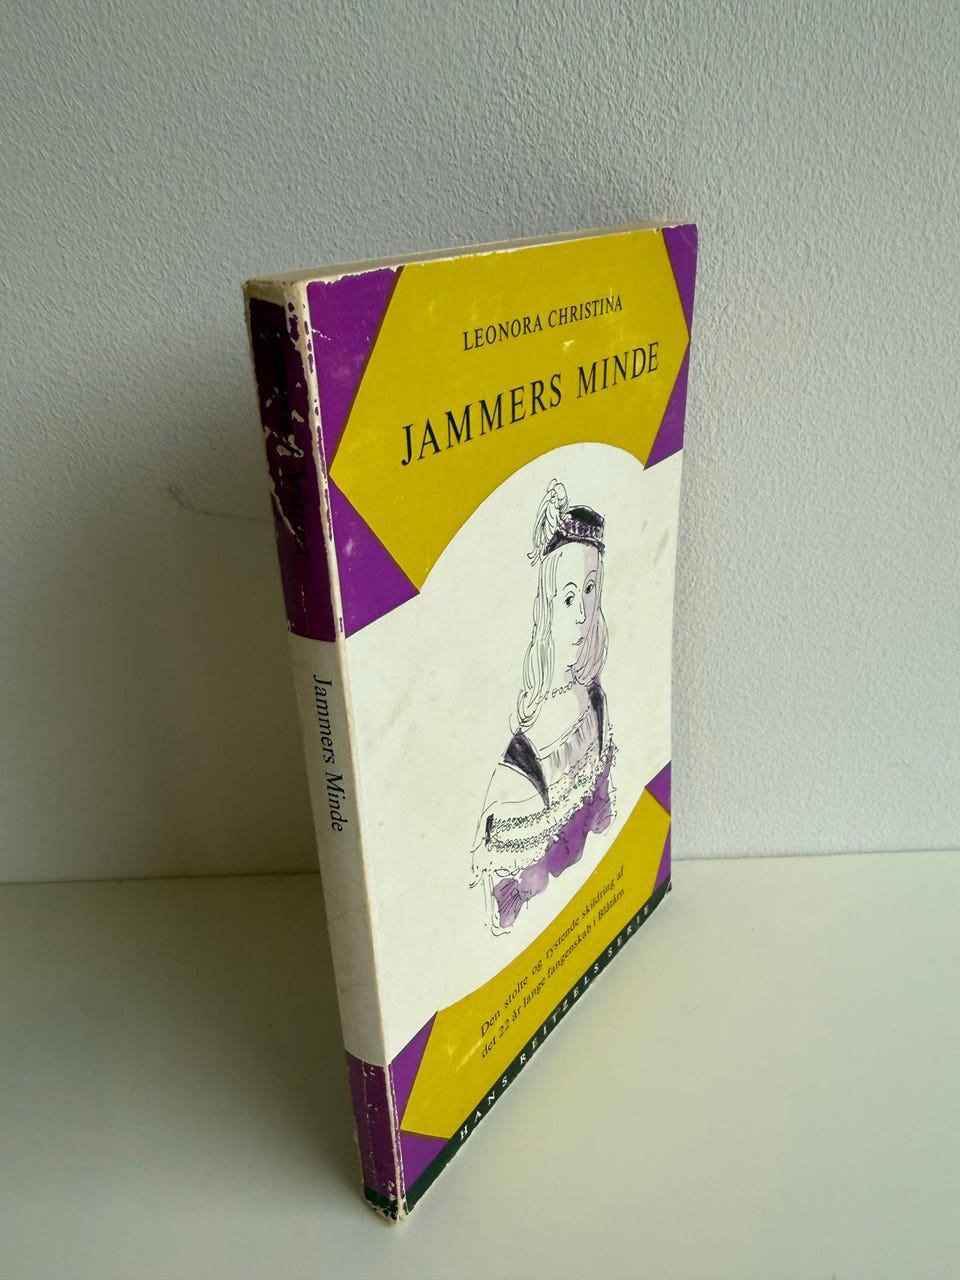 LEONORA CHRISTINA
JAMMERS MINDE
Den stolte og rystende skildring af
det 22 år lange fangenskab i Blåtårn
HANS REITZELS SERIE
Christina
Jammers Minde